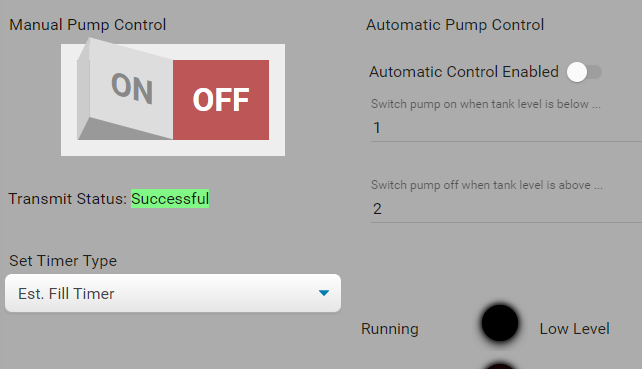 Manual Pump Control
ON
OFF
Transmit Status: Successful
Set Timer Type
Est. Fill Timer
Automatic Pump Control
Automatic Control Enabled
Switch pump on when tank level is below ...
1
Switch pump off when tank level is above ...
2
Running
Low Level